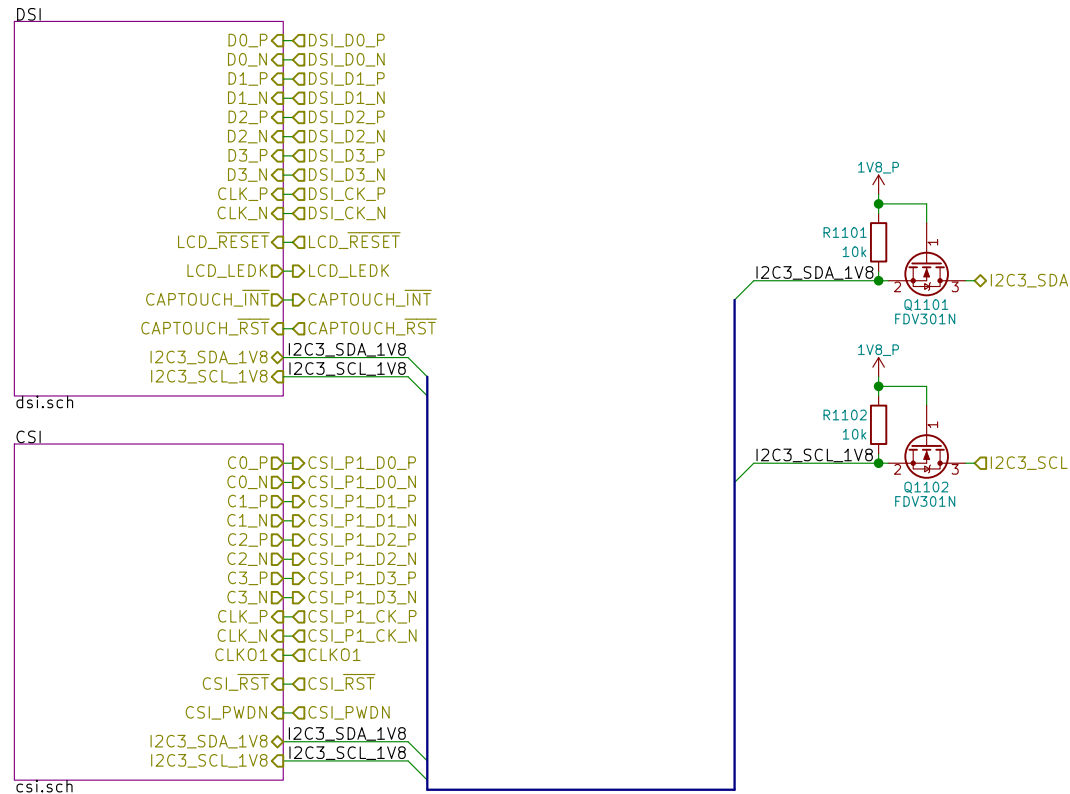 DSI
D0_P DSI_D0_P
D0_N DSI_D0_N
D1_P DSI_D1_P
D1_N DSI_D1_N
D2_P DSI_D2_P
D2_N DSI_D2_N
D3_P DSI_D3_P
D3_N DSI_D3_N
CLK_P DSI_CK_P
CLK_N DSI_CK_N
LCD_RESET LCD_RESET
LCD_LEDK LCD_LEDK
CAPTOUCH_INT CAPTOUCH_INT
CAPTOUCH_RST CAPTOUCH_RST
I2C3_SDA_1V8 I2C3_SDA_1V8
I2C3_SCL_1V8 I2C3_SCL_1V8
dsi.sch
CSI
C0_P CSI_P1_D0_P
C0_N CSI_P1_D0_N
C1_P CSI_P1_D1_P
C1_N CSI_P1_D1_N
C2_P CSI_P1_D2_P
C2_N CSI_P1_D2_N
C3_P CSI_P1_D3_P
C3_N CSI_P1_D3_N
CLK_P CSI_P1_CK_P
CLK_N CSI_P1_CK_N
CLKO1 CLKO1
CSI_RST CSI_RST
CSI_PWDN CSI_PWDN
I2C3_SDA_1V8 I2C3_SDA_1V8
I2C3_SCL_1V8 I2C3_SCL_1V8
csi.sch
1V8_P
R1101
10k
1
I2C3_SDA_1V8
2 3
I2C3_SDA
Q1101
FDV301N
1V8_P
R1102
10k
1
I2C3_SCL_1V8
2 3
I2C3_SCL
Q1102
FDV301N